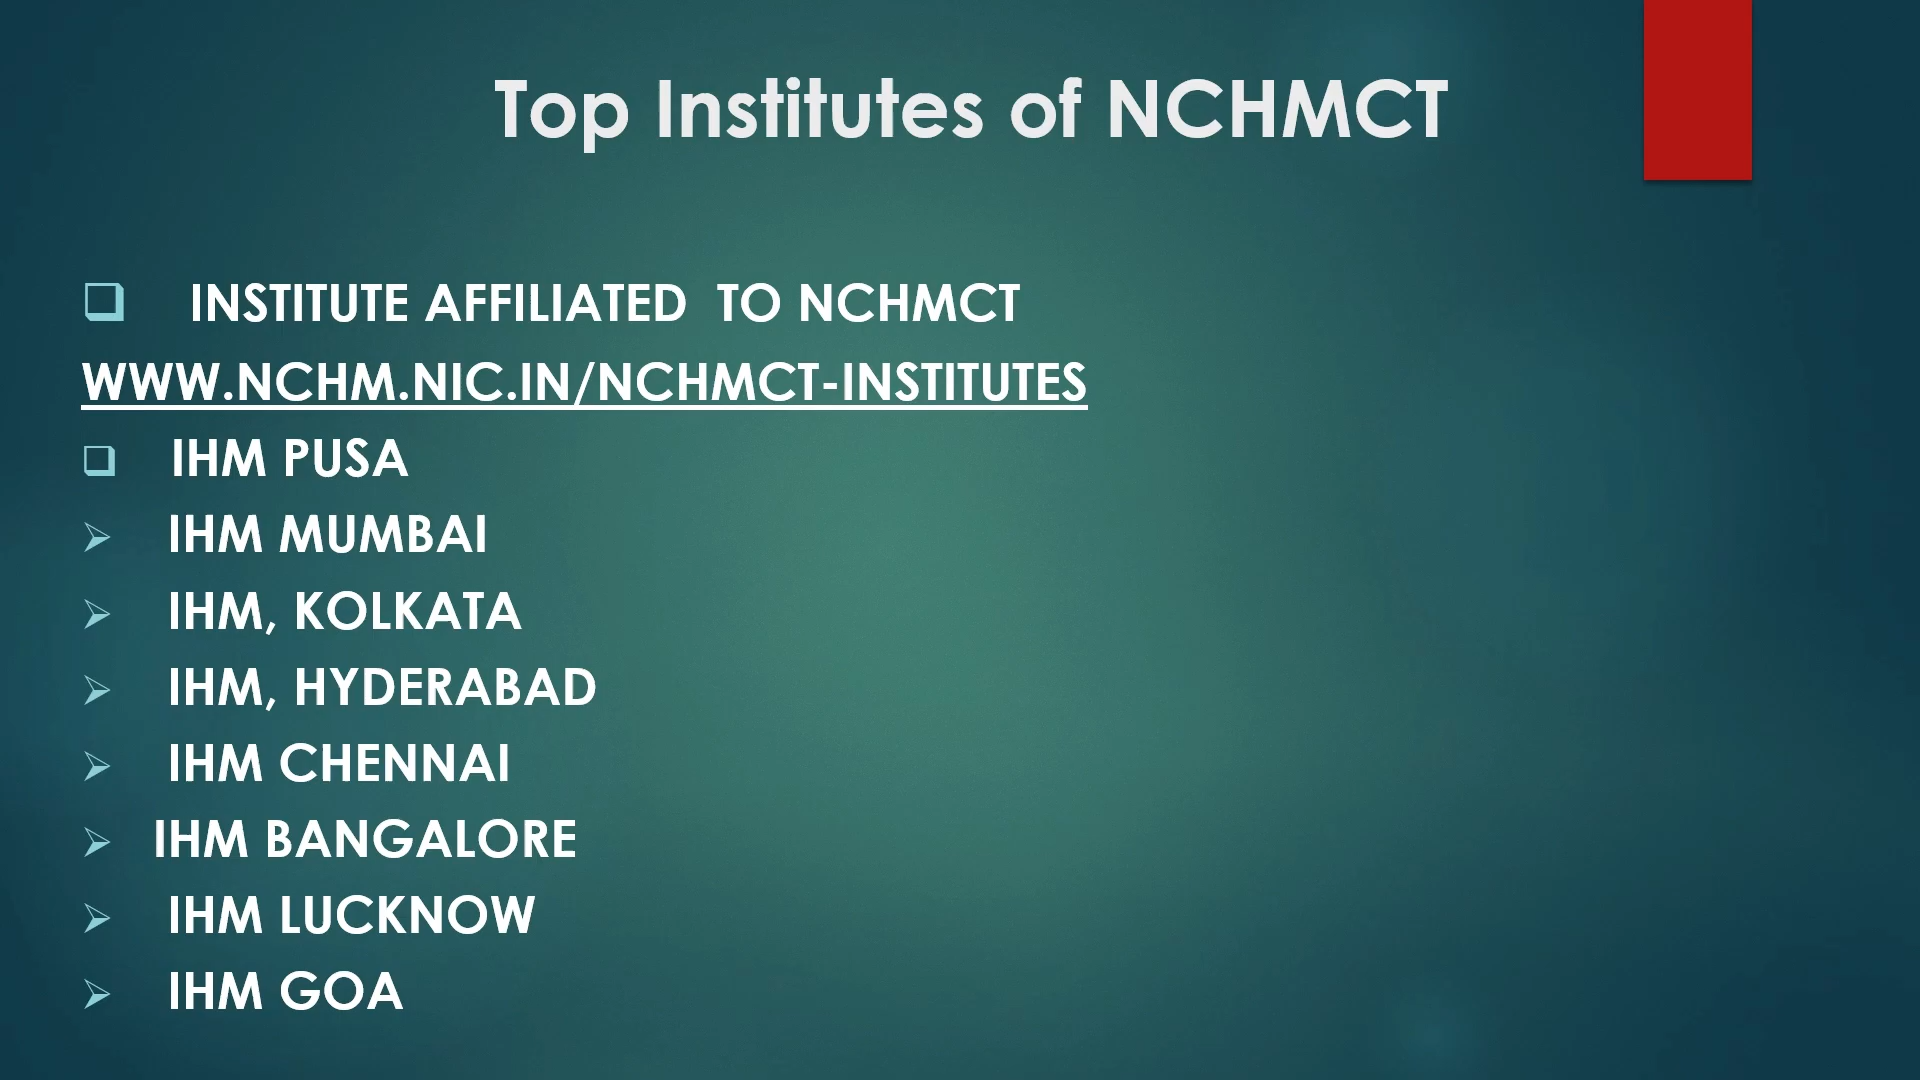 Top Institutes of NCHMCT
INSTITUTE AFFILIATED TO NCHMCT
WWW.NCHM.NIC.IN/NCHMCT-INSTITUTES
IHM PUSA
IHM MUMBAI
IHM, KOLKATA
IHM, HYDERABAD
IHM CHENNAI
IHM BANGALORE
IHM LUCKNOW
IHM GOA